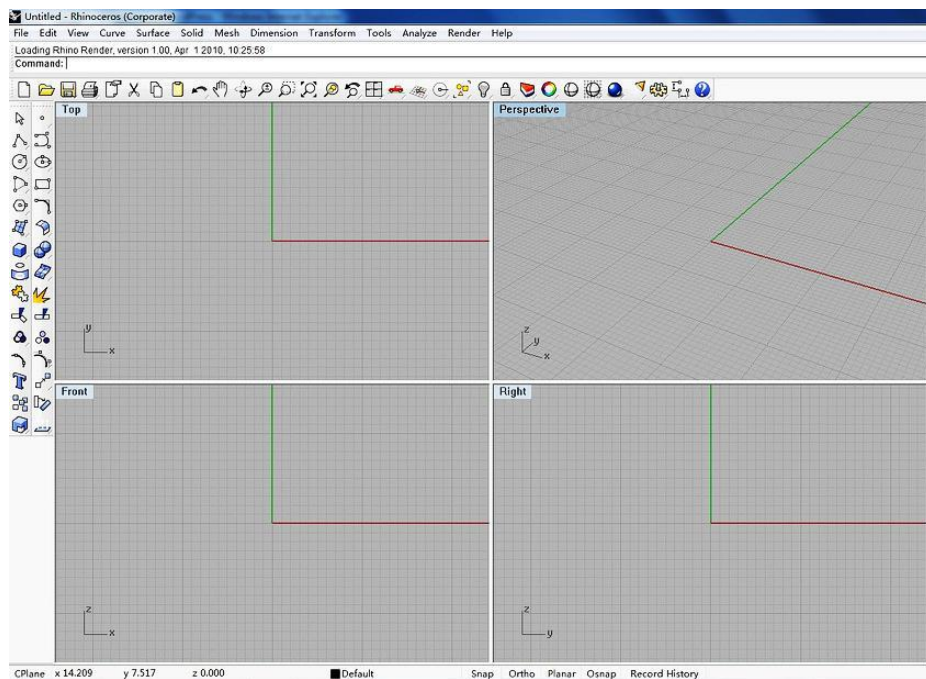 Untitled - Rhinoceros (Corporate)
File Edit View Curve Surface Solid Mesh Dimension Transform Tools Analyze Render Help
Loading Rhino Render, version 1.00, Apr 1 2010, 10:25:58
Command:
Top
Perspective
y
x
z
y
x
Front
Right
z
x
z
y
CPlane x 14.209 y 7.517 z 0.000 Default Snap Ortho Planar Osnap Record History